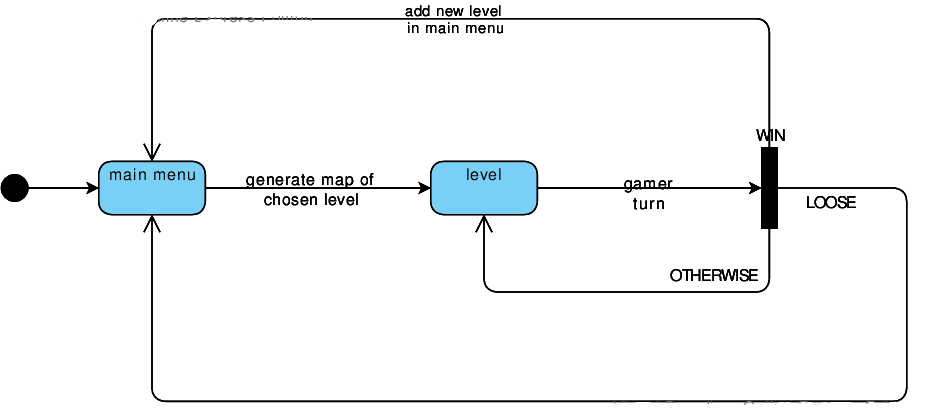 add new level
in main menu
WIN
main menu
generate map of
chosen level
level
gamer
turn
LOOSE
OTHERWISE